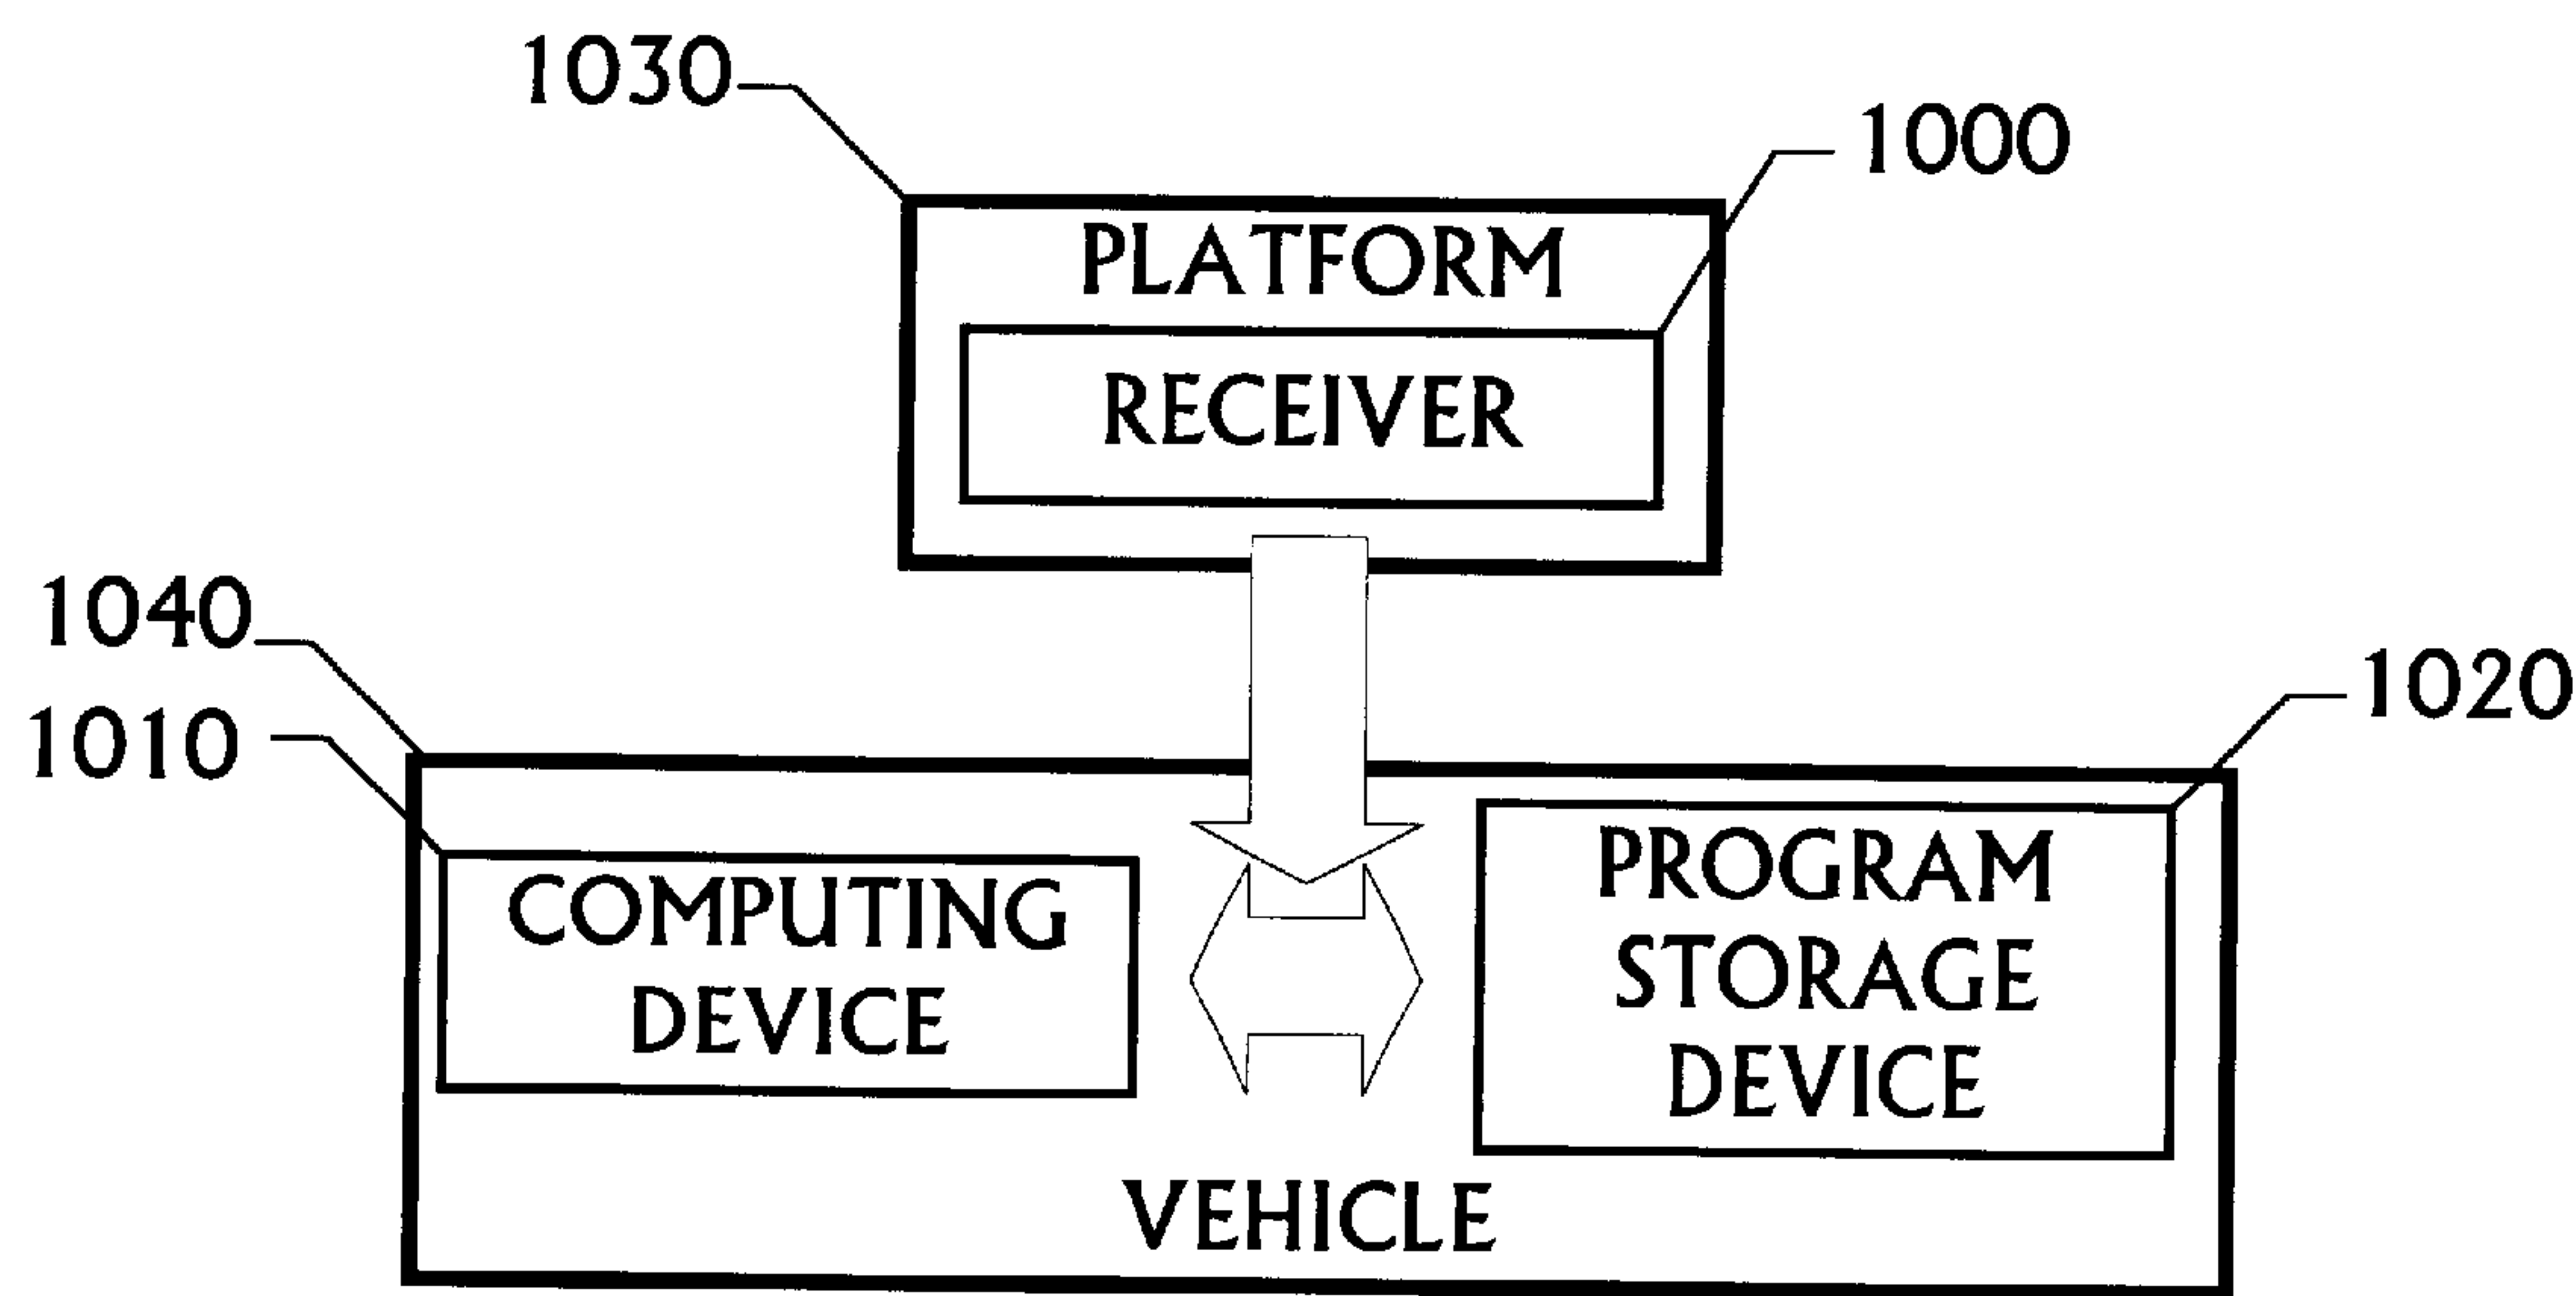 1030
1000
PLATFORM
RECEIVER
1040
1010
1020
COMPUTING
DEVICE
PROGRAM
STORAGE
DEVICE
VEHICLE